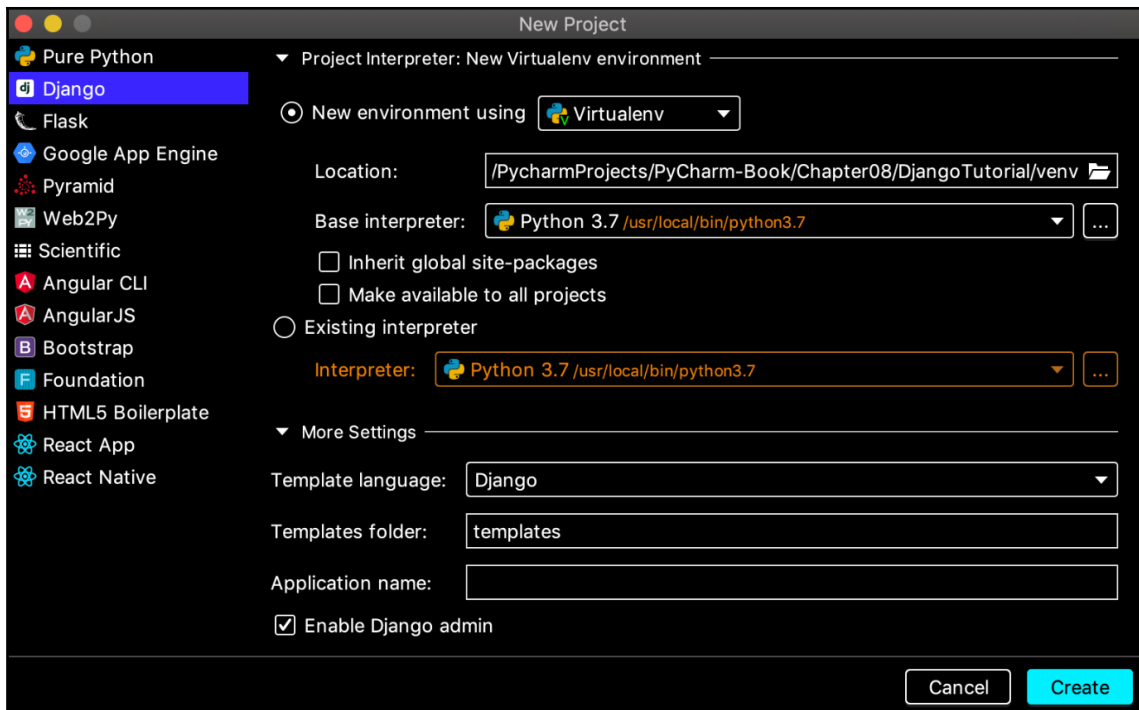 New Project
Pure Python
Django
Flask
Google App Engine
Pyramid
Web2Py
Scientific
Angular CLI
AngularJS
Bootstrap
Foundation
HTML5 Boilerplate
React App
React Native
Project Interpreter: New Virtualenv environment
New environment using Virtualenv
Location: /PycharmProjects/PyCharm-Book/Chapter08/DjangoTutorial/venv
Base interpreter: Python 3.7 /usr/local/bin/python3.7 ...
Inherit global site-packages
Make available to all projects
Existing interpreter
Interpreter: Python 3.7 /usr/local/bin/python3.7 ...
More Settings
Template language: Django
Templates folder: templates
Application name:
Enable Django admin
Cancel Create